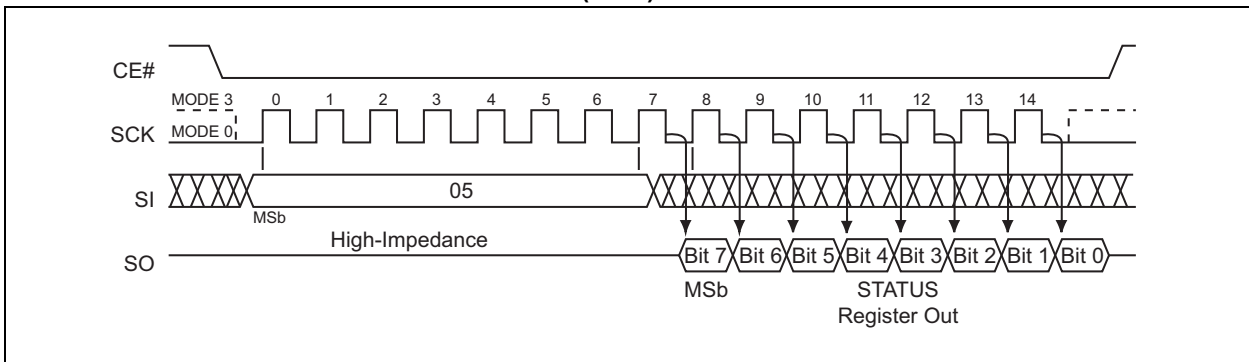 CE#
MODE 3 0 1 2 3 4 5 6 7 8 9 10 11 12 13 14
SCK MODE 0
SI 05
MSb
High-Impedance
SO Bit 7 Bit 6 Bit 5 Bit 4 Bit 3 Bit 2 Bit 1 Bit 0
MSb STATUS
Register Out